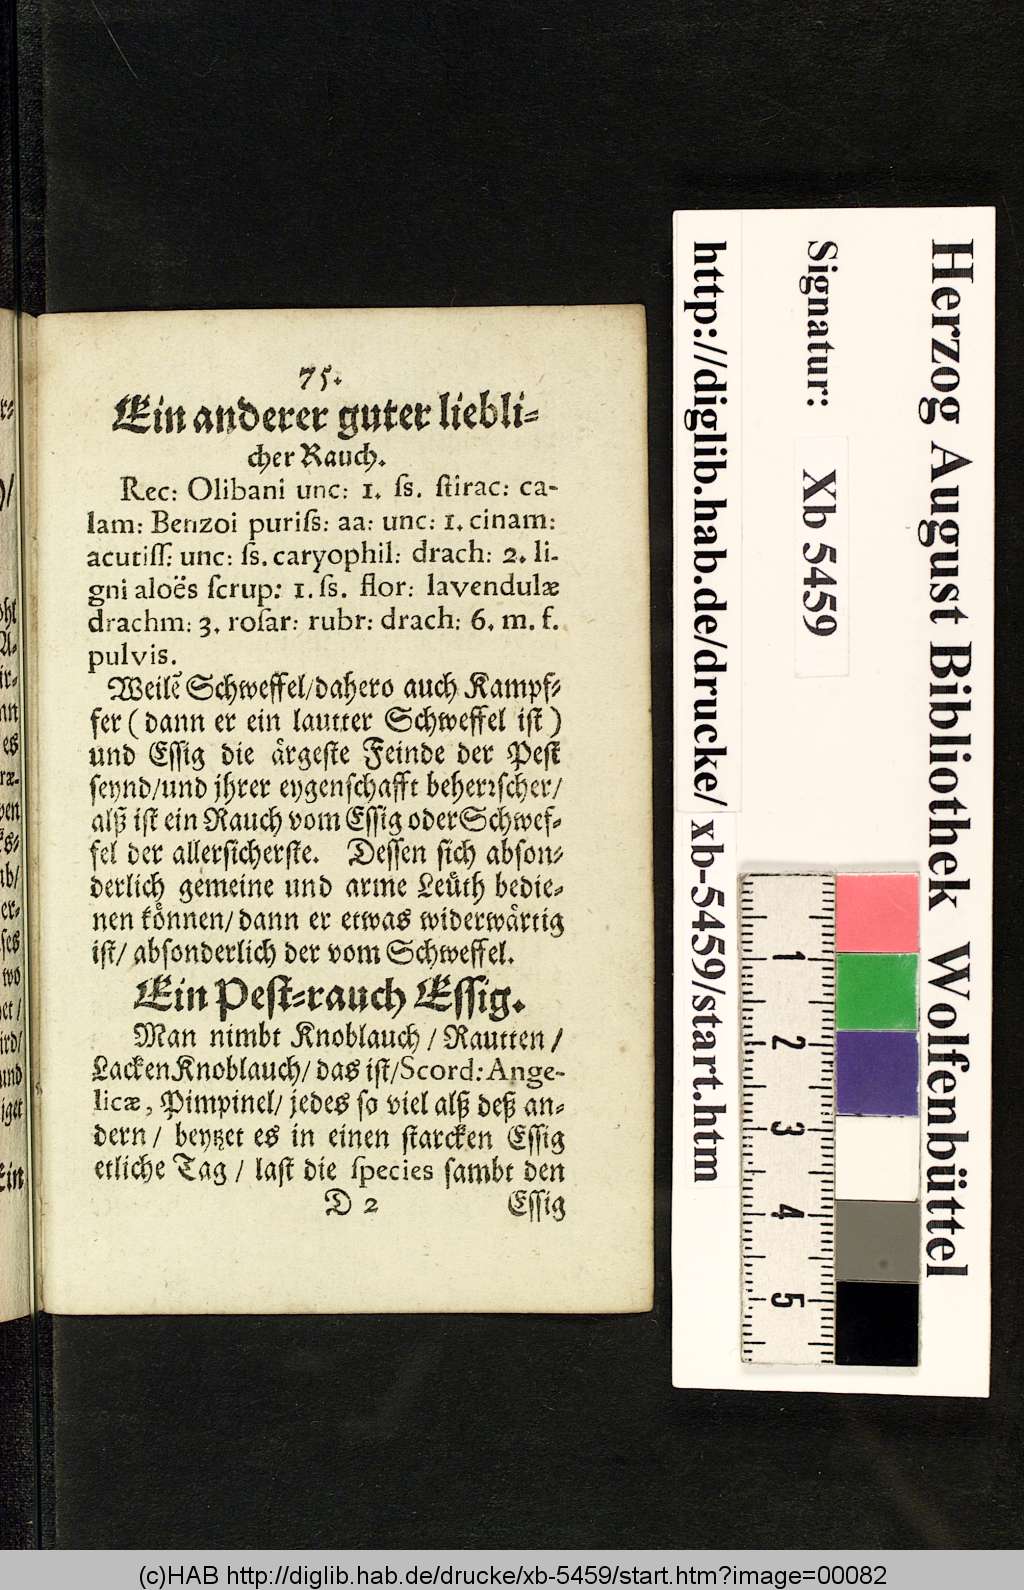 75.
Ein anderer guter liebli-
cher Rauch.
Rec: Olibani unc: 1. ſs. ſtirac: ca-
lam: Benzoi puriſs: aa: unc: 1. cinam:
acutiſſ: unc: ſs. caryophil: drach: 2. li-
gni aloës ſcrup: 1. ſs. flor: lavendulæ
drachm: 3. roſar: rubr: drach: 6. m. f.
pulvis.
Weilẽ Schweffel/dahero auch Kampf-
fer (dann er ein lautter Schweffel iſt)
und Eſſig die ärgeſte Feinde der Peſt
ſeynd/und jhrer eygenſchafft beherꝛſcher/
alß iſt ein Rauch vom Eſſig oder Schwef-
fel der allerſicherſte. Deſſen ſich abſon-
derlich gemeine und arme Leüth bedie-
nen können/dann er etwas widerwärtig
iſt/ abſonderlich der vom Schweffel.
Ein Peſt-rauch Eſſig.
Man nimbt Knoblauch / Rautten /
Lacken Knoblauch/ das iſt/Scord: Ange-
licæ, Pimpinel/ jedes ſo viel alß deß an-
dern / beytzet es in einen ſtarcken Eſſig
etliche Tag / laſt die ſpecies ſambt den
D 2 Eſſig
Herzog August Bibliothek Wolfenbüttel
Signatur: Xb 5459
http://diglib.hab.de/drucke/ xb-5459/start.htm
1
2
3
4
5
(c)HAB http://diglib.hab.de/drucke/xb-5459/start.htm?image=00082